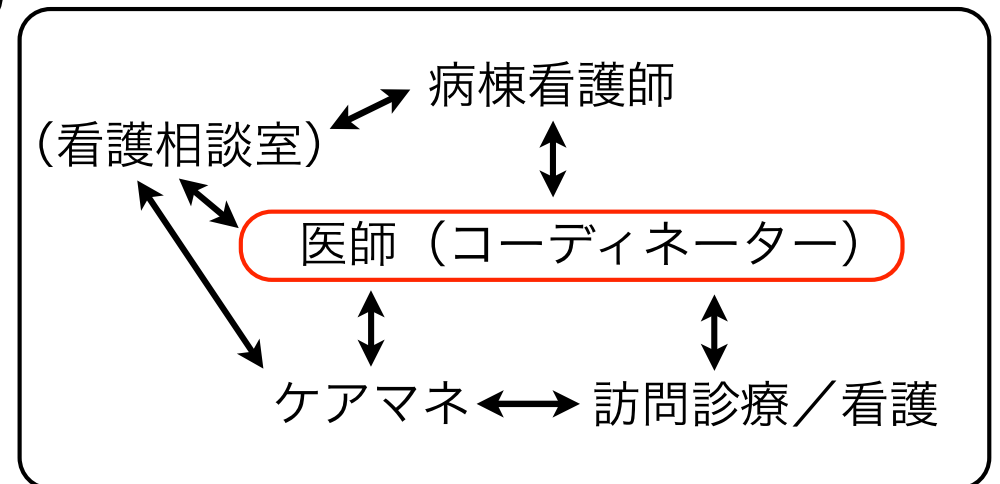 病棟看護師
（看護相談室）
医師（コーディネーター）
ケアマネ
訪問診療／看護